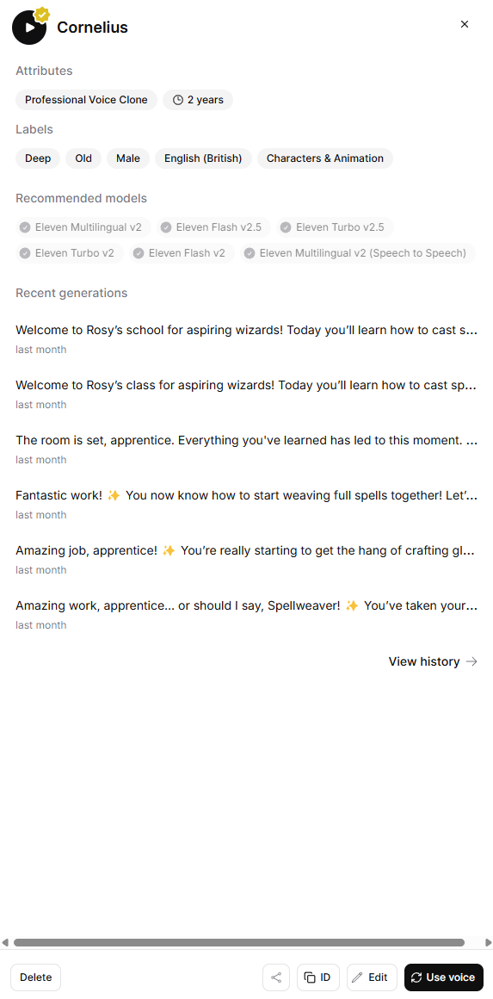 Cornelius
Attributes
Professional Voice Clone 2 years
Labels
Deep Old Male English (British) Characters & Animation
Recommended models
Eleven Multilingual v2 Eleven Flash v2.5 Eleven Turbo v2.5
Eleven Turbo v2 Eleven Flash v2 Eleven Multilingual v2 (Speech to Speech)
Recent generations
Welcome to Rosy’s school for aspiring wizards! Today you’ll learn how to cast s...
last month
Welcome to Rosy’s class for aspiring wizards! Today you’ll learn how to cast sp...
last month
The room is set, apprentice. Everything you've learned has led to this moment. ...
last month
Fantastic work! ✨ You now know how to start weaving full spells together! Let’...
last month
Amazing job, apprentice! ✨ You’re really starting to get the hang of crafting gl...
last month
Amazing work, apprentice... or should I say, Spellweaver! ✨ You’ve taken your...
last month
View history →
Delete ID Edit Use voice